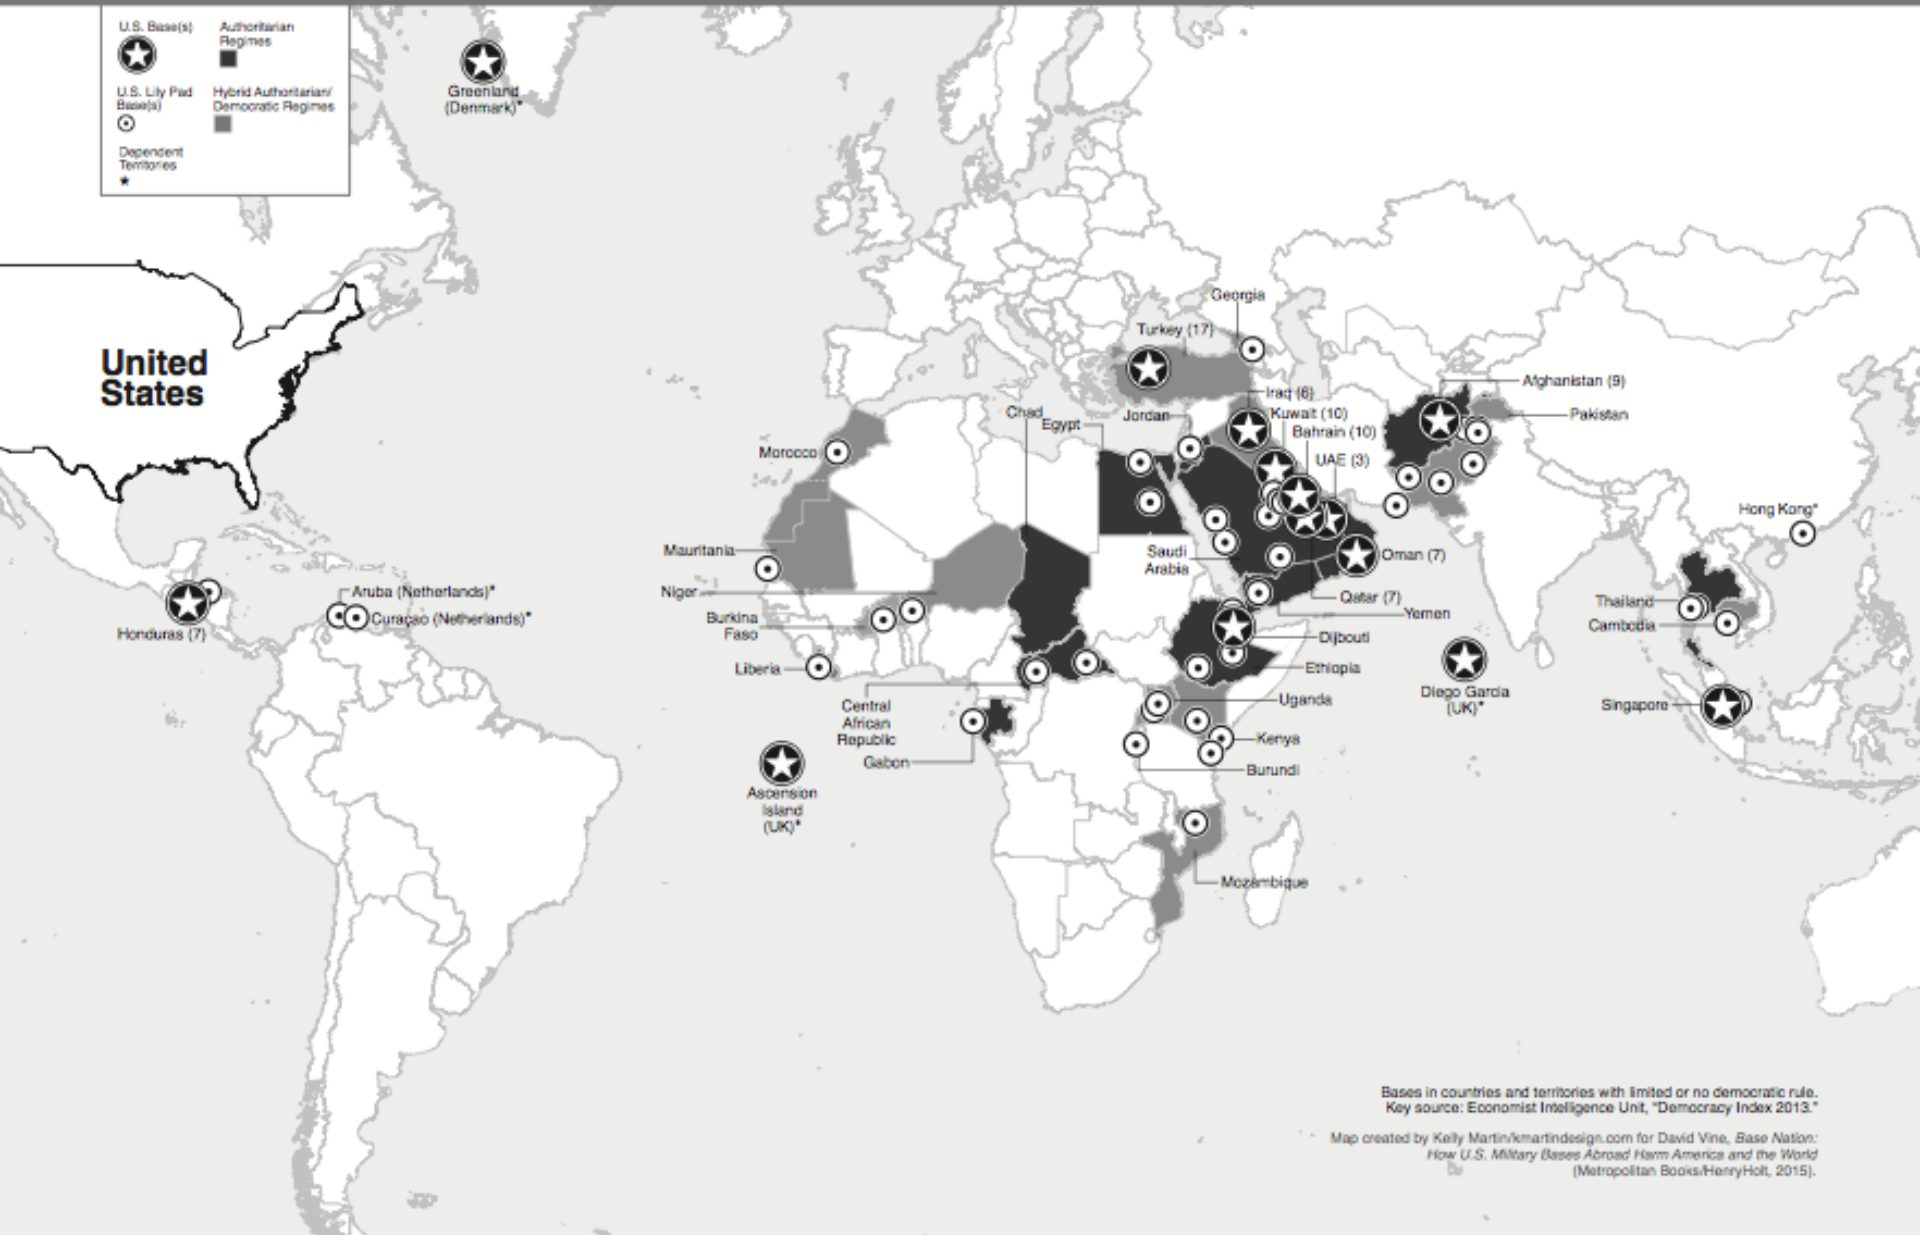 U.S. Base(s)
Authoritarian
Regimes
U.S. Lily Pad
Base(s)
Hybrid Authoritarian/
Democratic Regimes
Dependent
Territories
★
Greenland
(Denmark)*
United
States
Georgia
Turkey (17)
Iraq (6)
Kuwait (10)
Bahrain (10)
UAE (3)
Afghanistan (9)
Pakistan
Chad
Egypt
Jordan
Morocco
Hong Kong*
Mauritania
Saudi
Arabia
Oman (7)
Niger
Qatar (7)
Yemen
Aruba (Netherlands)*
Curaçao (Netherlands)*
Honduras (7)
Burkina
Faso
Thailand
Cambodia
Dijbouti
Liberia
Ethiopia
Diego Garcia
(UK)*
Uganda
Singapore
Central
African
Republic
Kenya
Gabon
Burundi
Ascension
Island
(UK)*
Mozambique
Bases in countries and territories with limited or no democratic rule.
Key source: Economist Intelligence Unit, "Democracy Index 2013."
Map created by Kelly Martin/kmartindesign.com for David Vine, Base Nation:
How U.S. Military Bases Abroad Harm America and the World
(Metropolitan Books/HenryHolt, 2015).